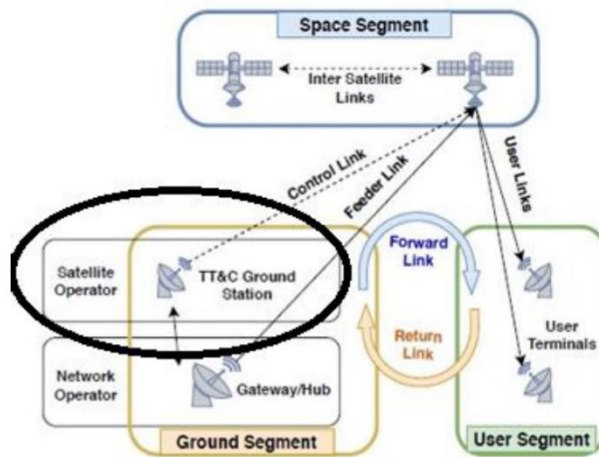 Space Segment
Inter Satellite
Links
Control Link
Feeder Link
User Links
Satellite
Operator
TT&C Ground
Station
Forward
Link
Return
Link
User
Terminals
Network
Operator
Gateway/Hub
Ground Segment
User Segment